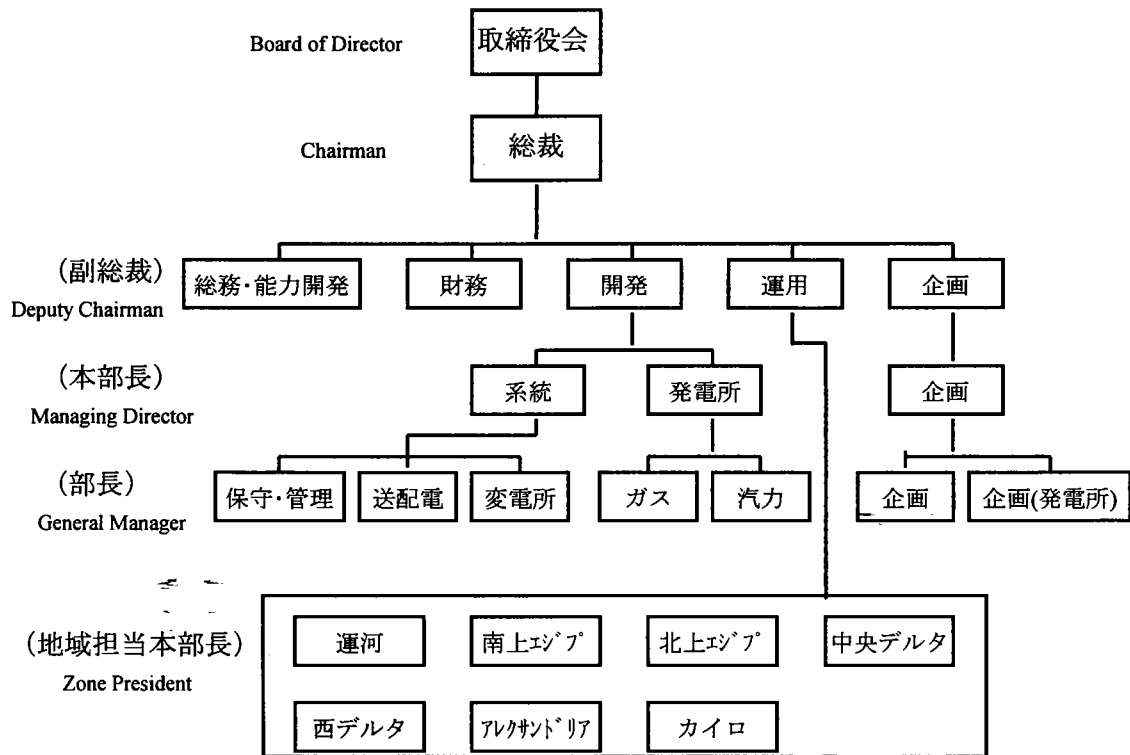 Board of Director
取締役会
Chairman
総裁
(副総裁)
Deputy Chairman
総務・能力開発
財務
開発
運用
企画
(本部長)
Managing Director
系統
発電所
企画
(部長)
General Manager
保守・管理
送配電
変電所
ガス
汽力
企画
企画(発電所)
(地域担当本部長)
Zone President
運河
南上ｴｼﾞﾌﾟ
北上ｴｼﾞﾌﾟ
中央デルタ
西デルタ
ｱﾚｸｻﾝﾄﾞﾘｱ
カイロ